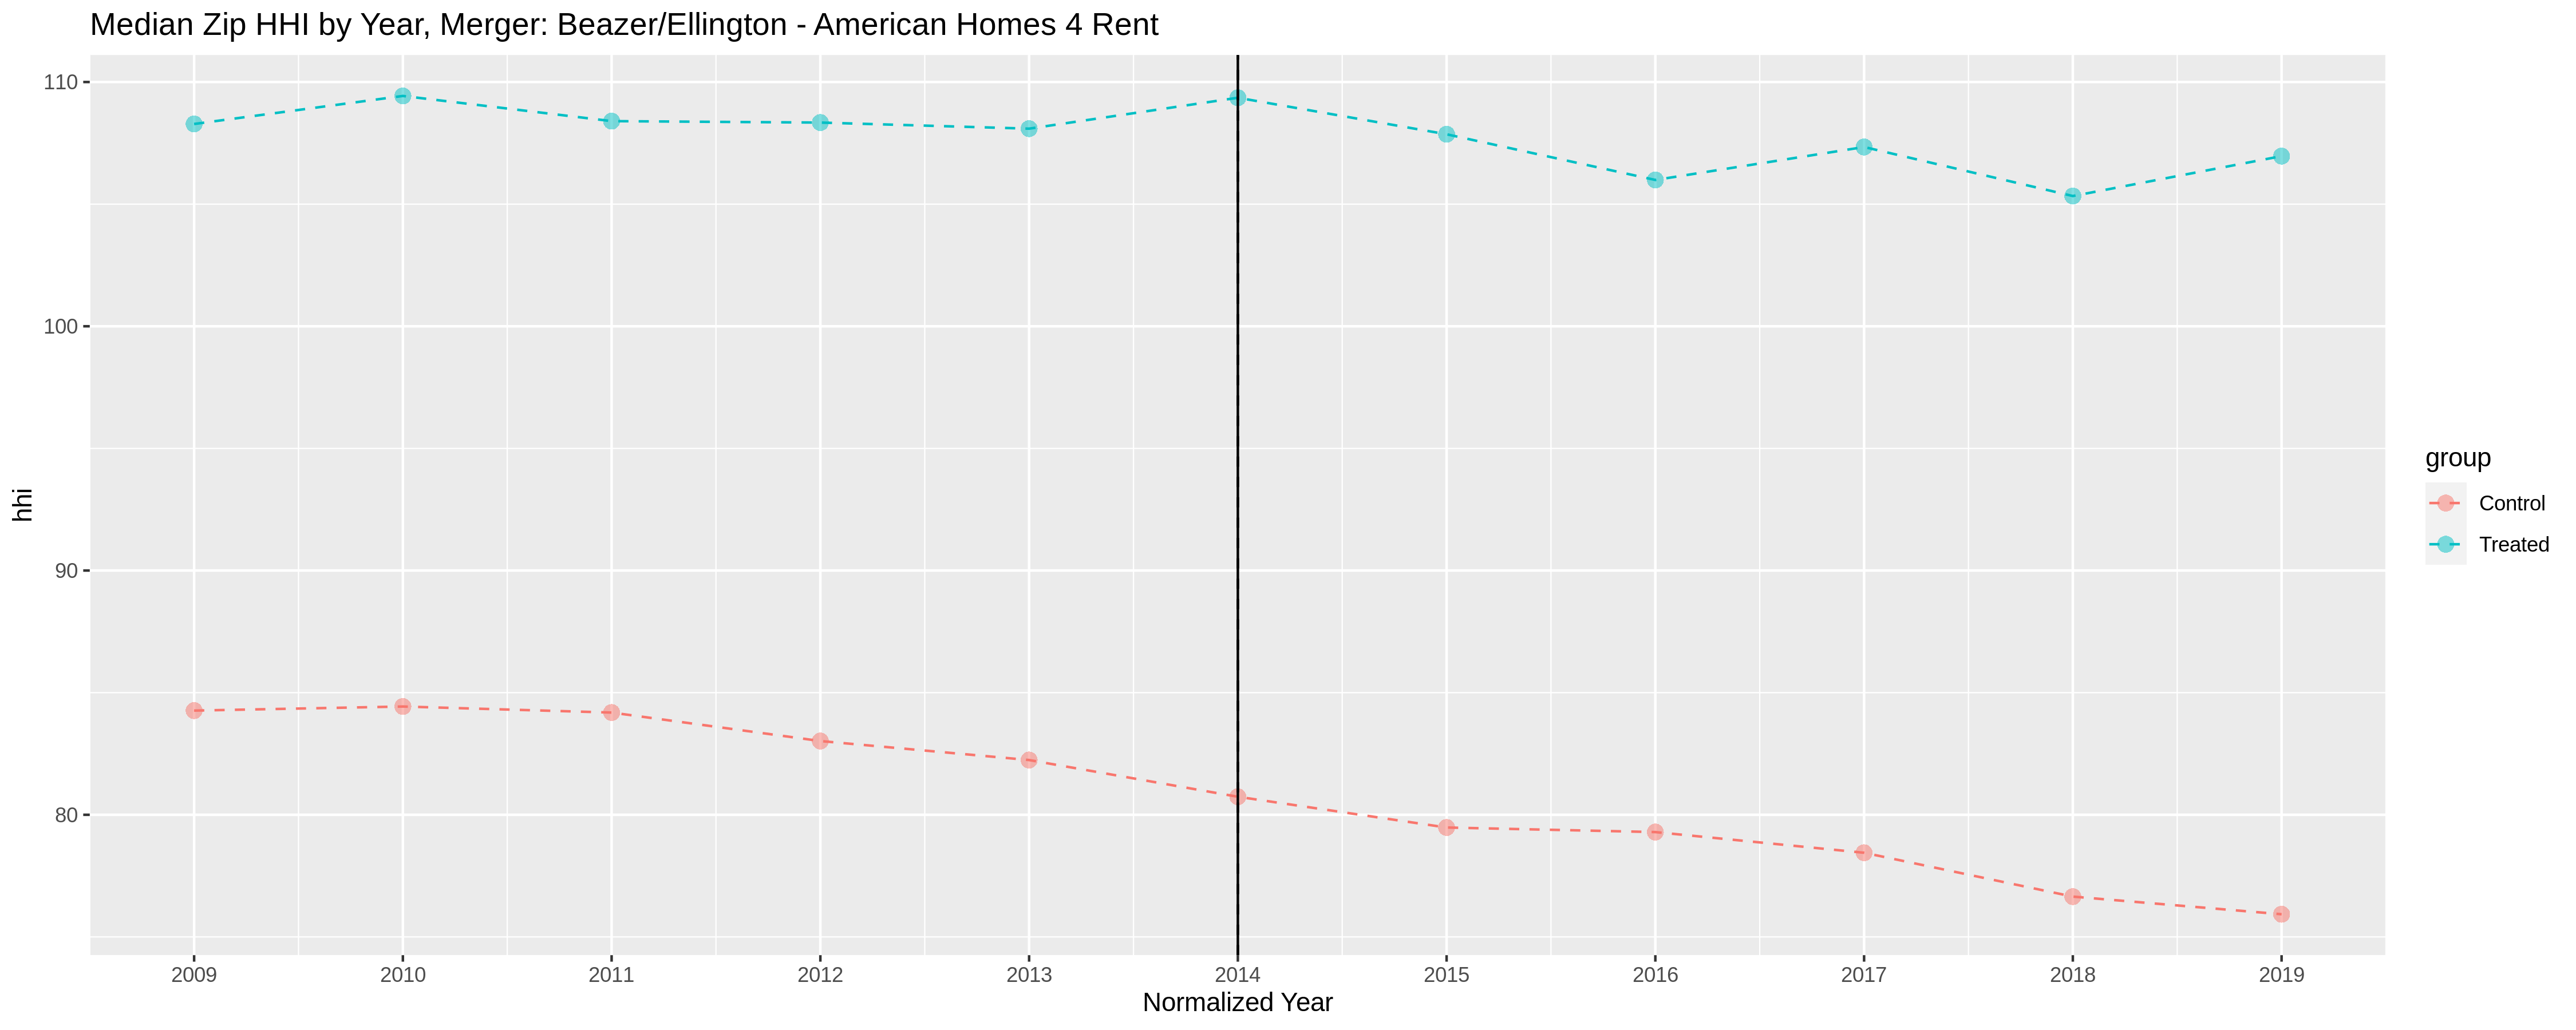 Median Zip HHI by Year, Merger: Beazer/Ellington - American Homes 4 Rent
110
100
90
80
hhi
2009 2010 2011 2012 2013 2014 2015 2016 2017 2018 2019
Normalized Year
group
Control
Treated